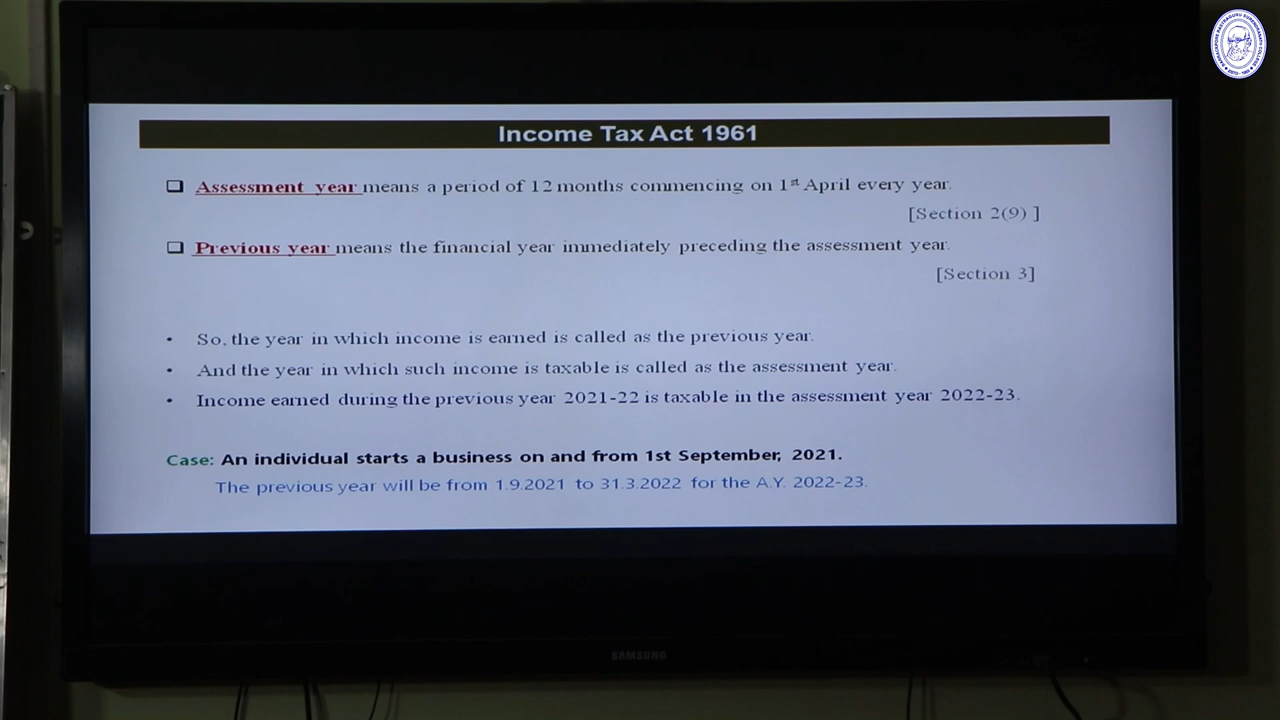 Income Tax Act 1961
Assessment year means a period of 12 months commencing on 1st April every year.
[Section 2(9) ]
Previous year means the financial year immediately preceding the assessment year.
[Section 3]
• So, the year in which income is earned is called as the previous year.
• And the year in which such income is taxable is called as the assessment year.
• Income earned during the previous year 2021-22 is taxable in the assessment year 2022-23.
Case: An individual starts a business on and from 1st September, 2021.
The previous year will be from 1.9.2021 to 31.3.2022 for the A.Y. 2022-23.
SAMSUNG